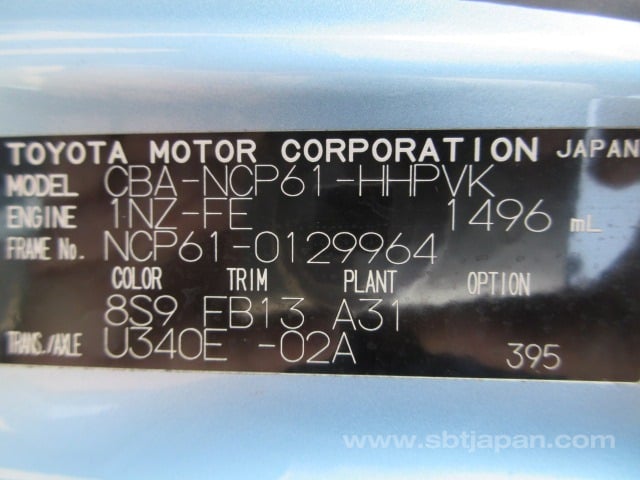 TOYOTA MOTOR CORPORATION JAPAN
MODEL CBA-NCP61-HHPVK
ENGINE 1NZ-FE 1496 mL
FRAME No. NCP61-0129964
COLOR TRIM PLANT OPTION
8S9 FB13 A31
TRANS./AXLE U340E -02A 395
www.sbtjapan.com